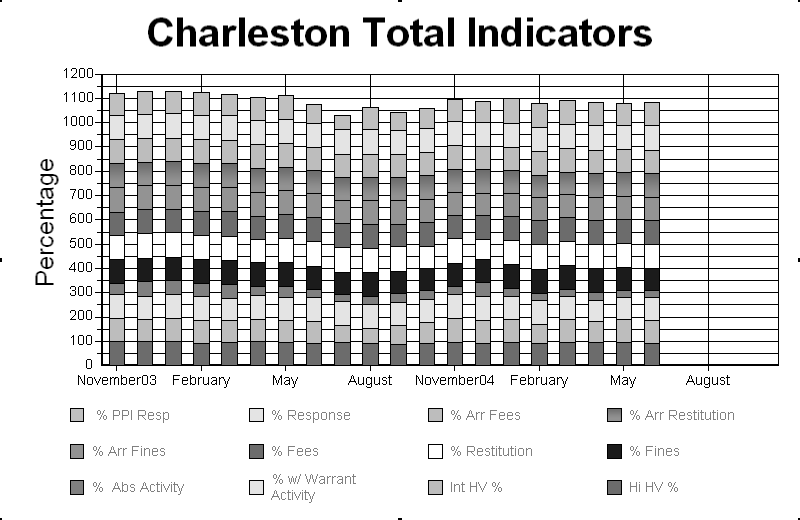 Charleston Total Indicators
Percentage
1200
1100
1000
900
800
700
600
500
400
300
200
100
0
November03 February May August November04 February May August
% PPI Resp % Response % Arr Fees % Arr Restitution
% Arr Fines % Fees % Restitution % Fines
% Abs Activity % w/ Warrant Activity Int HV % Hi HV %